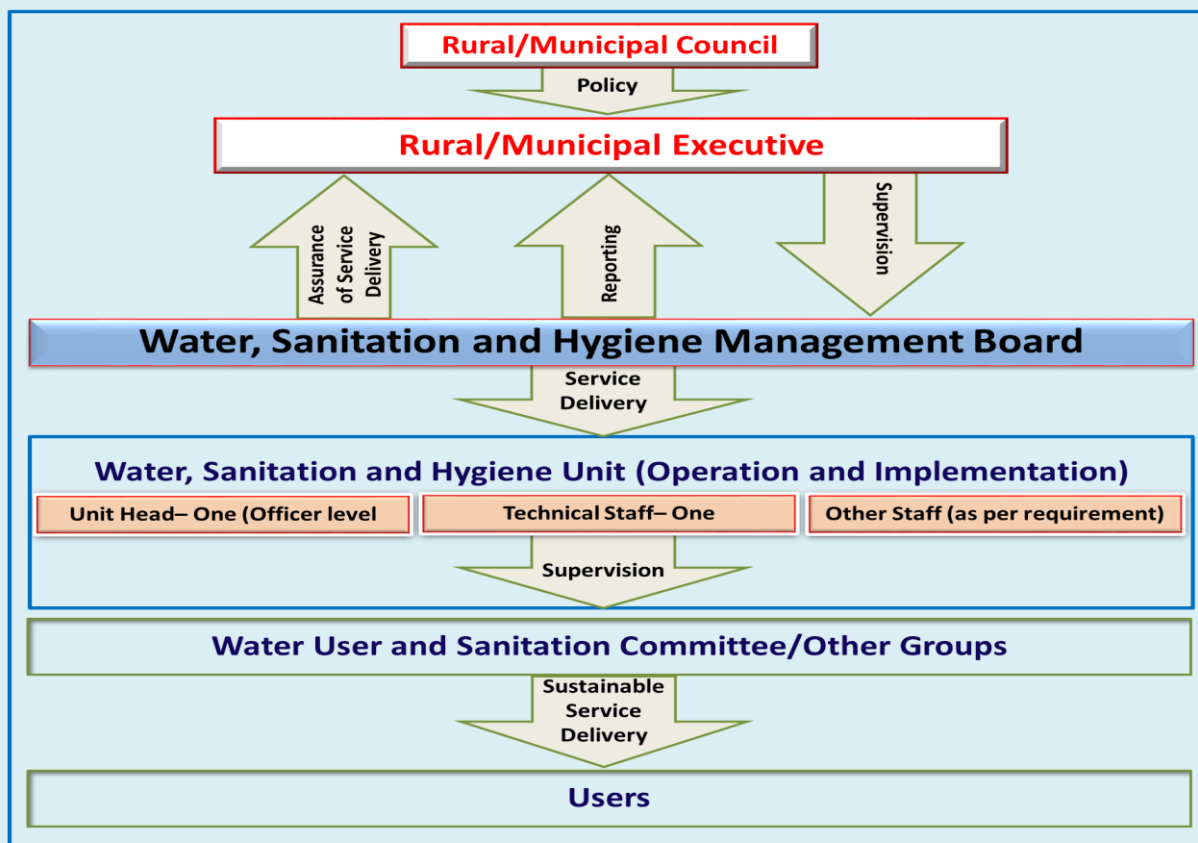 Rural/Municipal Council
Policy
Rural/Municipal Executive
Assurance
of Service
Delivery
Reporting
Supervision
Water, Sanitation and Hygiene Management Board
Service
Delivery
Water, Sanitation and Hygiene Unit (Operation and Implementation)
Unit Head– One (Officer level
Technical Staff– One
Other Staff (as per requirement)
Supervision
Water User and Sanitation Committee/Other Groups
Sustainable
Service
Delivery
Users